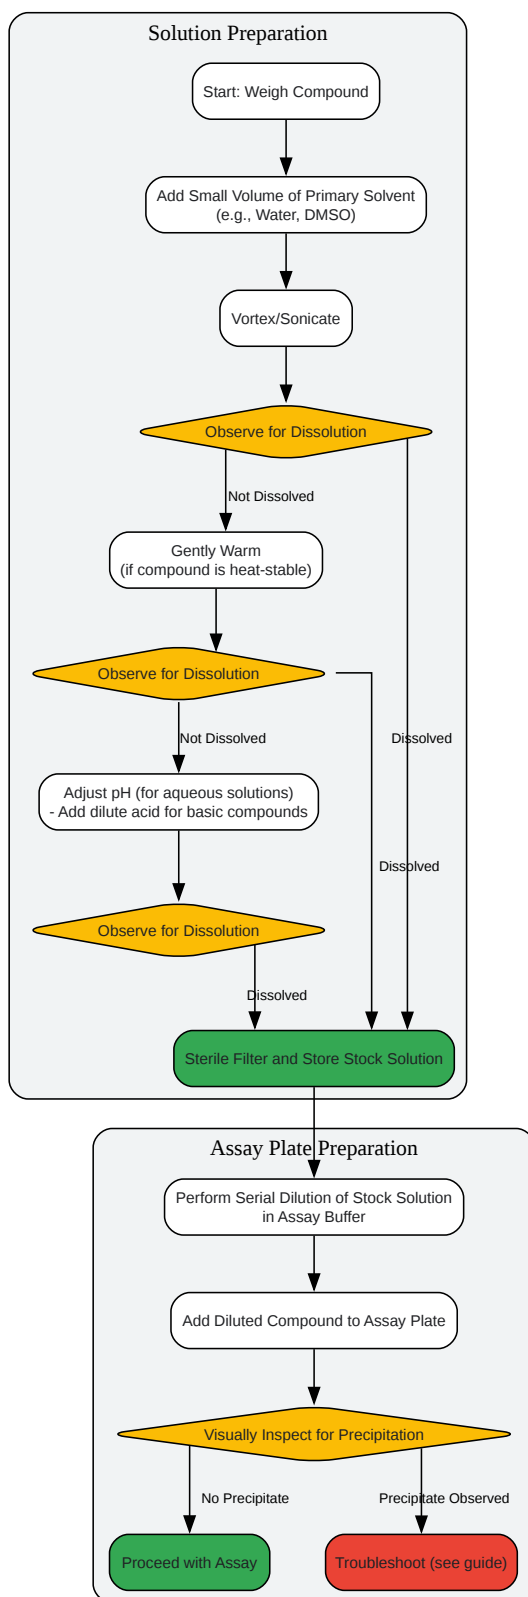 Solution Preparation
Start: Weigh Compound
Add Small Volume of Primary Solvent
(e.g., Water, DMSO)
Vortex/Sonicate
Observe for Dissolution
Not Dissolved
Gently Warm
(if compound is heat-stable)
Observe for Dissolution
Not Dissolved
Dissolved
Adjust pH (for aqueous solutions)
- Add dilute acid for basic compounds
Dissolved
Observe for Dissolution
Dissolved
Sterile Filter and Store Stock Solution
Assay Plate Preparation
Perform Serial Dilution of Stock Solution
in Assay Buffer
Add Diluted Compound to Assay Plate
Visually Inspect for Precipitation
No Precipitate
Precipitate Observed
Proceed with Assay
Troubleshoot (see guide)